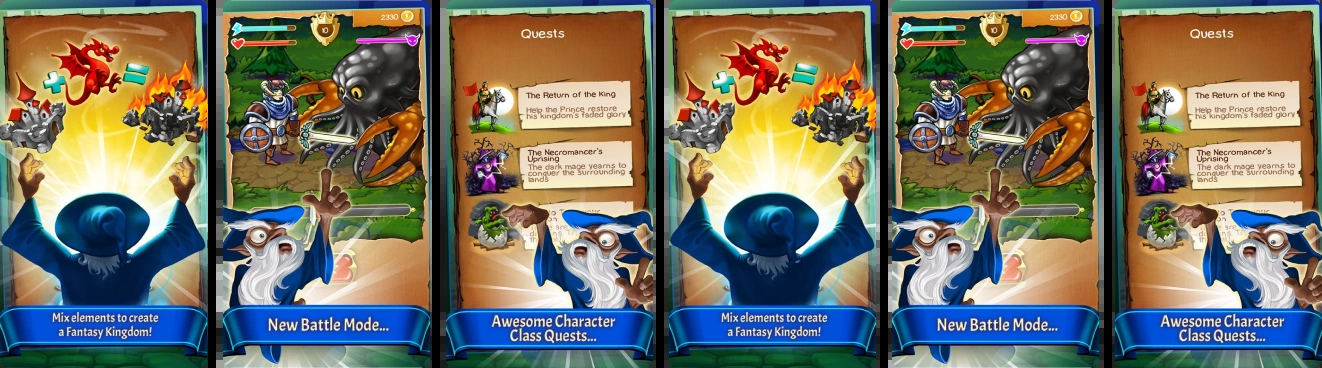 Mix elements to create
a Fantasy Kingdom!
2330
10
New Battle Mode...
Quests
The Return of the King
Help the Prince restore
his kingdom's faded glory
The Necromancer's
Uprising
The dark mage yearns to
conquer the surrounding
lands
Awesome Character
Class Quests...
Mix elements to create
a Fantasy Kingdom!
2330
10
New Battle Mode...
Quests
The Return of the King
Help the Prince restore
his kingdom's faded glory
The Necromancer's
Uprising
The dark mage yearns to
conquer the surrounding
lands
Awesome Character
Class Quests...